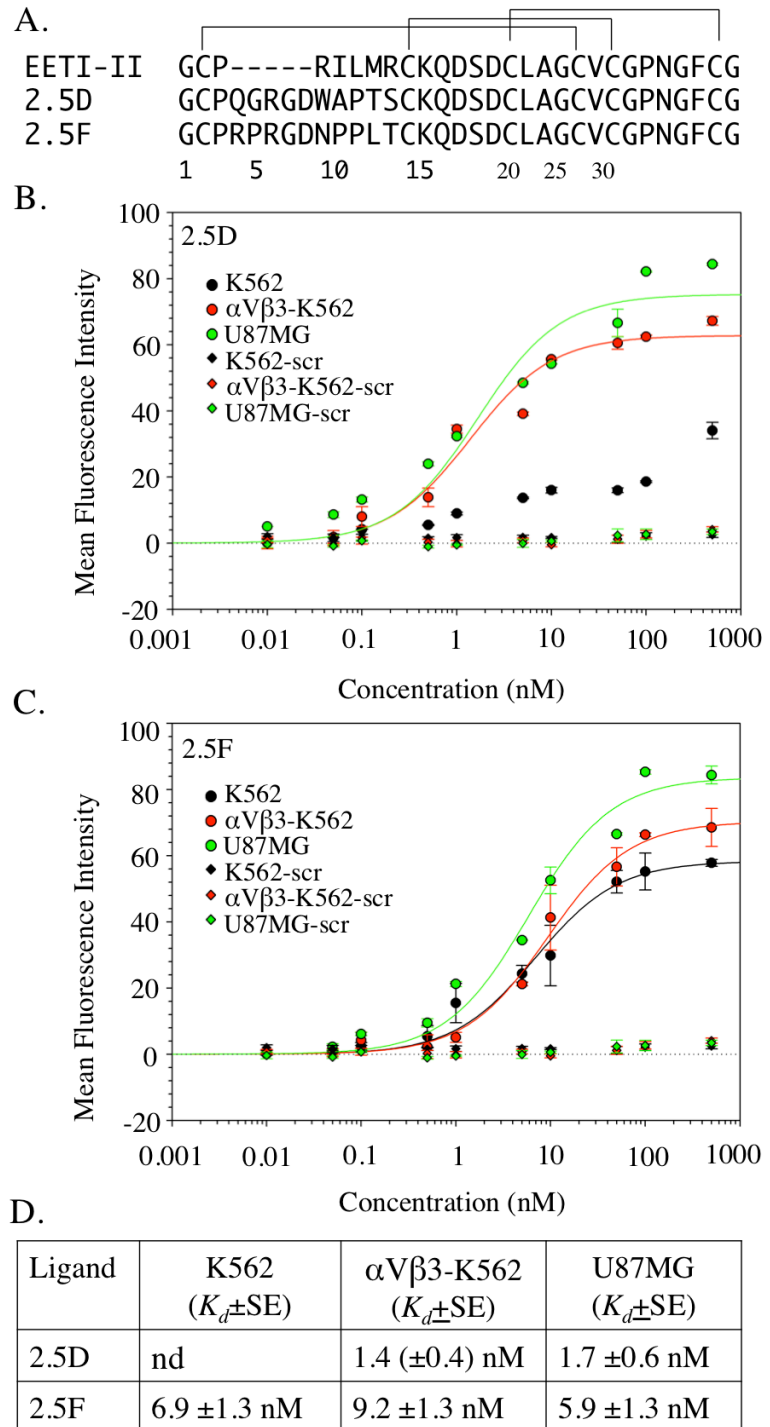 A.
EETI-II GCP-----RILMRCKQDSDCLAGCVCGPNGFCG
2.5D GCPQGRGDWAPTSCKQDSDCLAGCVCGPNGFCG
2.5F GCPRPRGDNPPLTCKQDSDCLAGCVCGPNGFCG
1 5 10 15 20 25 30
B.
100
80
60
40
20
0
-20
Mean Fluorescence Intensity
2.5D
K562
αVβ3-K562
U87MG
K562-scr
αVβ3-K562-scr
U87MG-scr
0.001 0.01 0.1 1 10 100 1000
Concentration (nM)
C.
100
80
60
40
20
0
-20
Mean Fluorescence Intensity
2.5F
K562
αVβ3-K562
U87MG
K562-scr
αVβ3-K562-scr
U87MG-scr
0.001 0.01 0.1 1 10 100 1000
Concentration (nM)
D.
Ligand K562 αVβ3-K562 U87MG
(Kd±SE) (Kd±SE) (Kd±SE)
2.5D nd 1.4 (±0.4) nM 1.7 ±0.6 nM
2.5F 6.9 ±1.3 nM 9.2 ±1.3 nM 5.9 ±1.3 nM